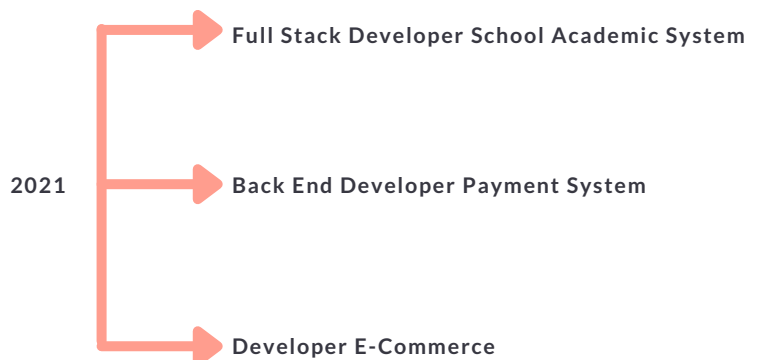 Full Stack Developer School Academic System
2021
Back End Developer Payment System
Developer E-Commerce